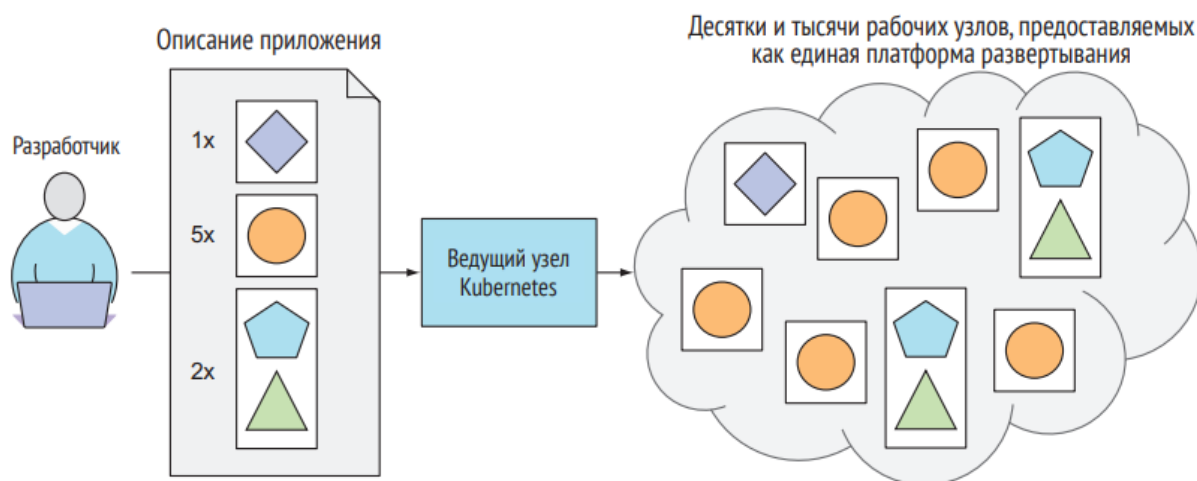 Описание приложения
Десятки и тысячи рабочих узлов, предоставляемых
как единая платформа развертывания
Разработчик
1x
5x
2x
Ведущий узел
Kubernetes